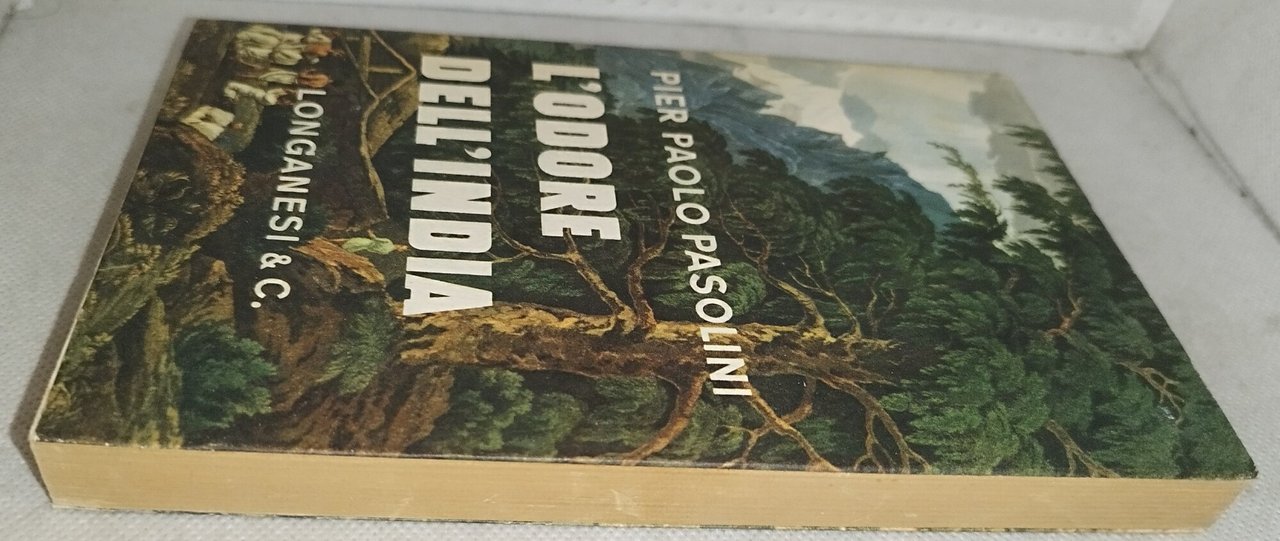 PIER PAOLO PASOLINI
L'ODORE
DELL'INDIA
LONGANESI & C.